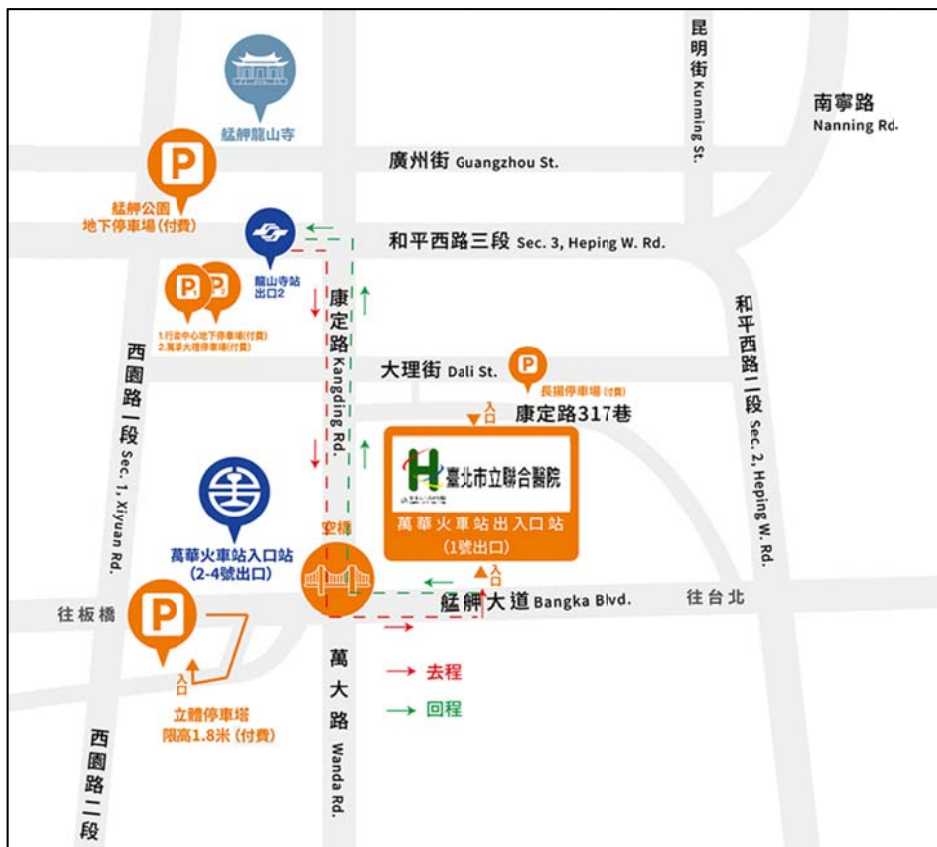 昆明街 Kunming St.
南寧路
Nanning Rd.
艋舺龍山寺
廣州街 Guangzhou St.
P
艋舺公園
地下停車場(付費)
和平西路三段 Sec. 3, Heping W. Rd.
龍山寺站
出口2
P1
P2
1.行政中心地下停車場(付費)
2.萬華大理停車場(付費)
康定路 Kangding Rd.
和平西路二段 Sec. 2, Heping W. Rd.
西園路一段 Sec. 1, Xiyuan Rd.
大理街 Dali St.
P
長揚停車場(付費)
入口
康定路317巷
臺北市立聯合醫院
萬華火車站出入口站
(1號出口)
萬華火車站入口站
(2-4號出口)
空橋
入口
艋舺大道 Bangka Blvd.
往台北
往板橋
P
入口
立體停車塔
限高1.8米(付費)
萬大路 Wanda Rd.
去程
回程
西園路二段